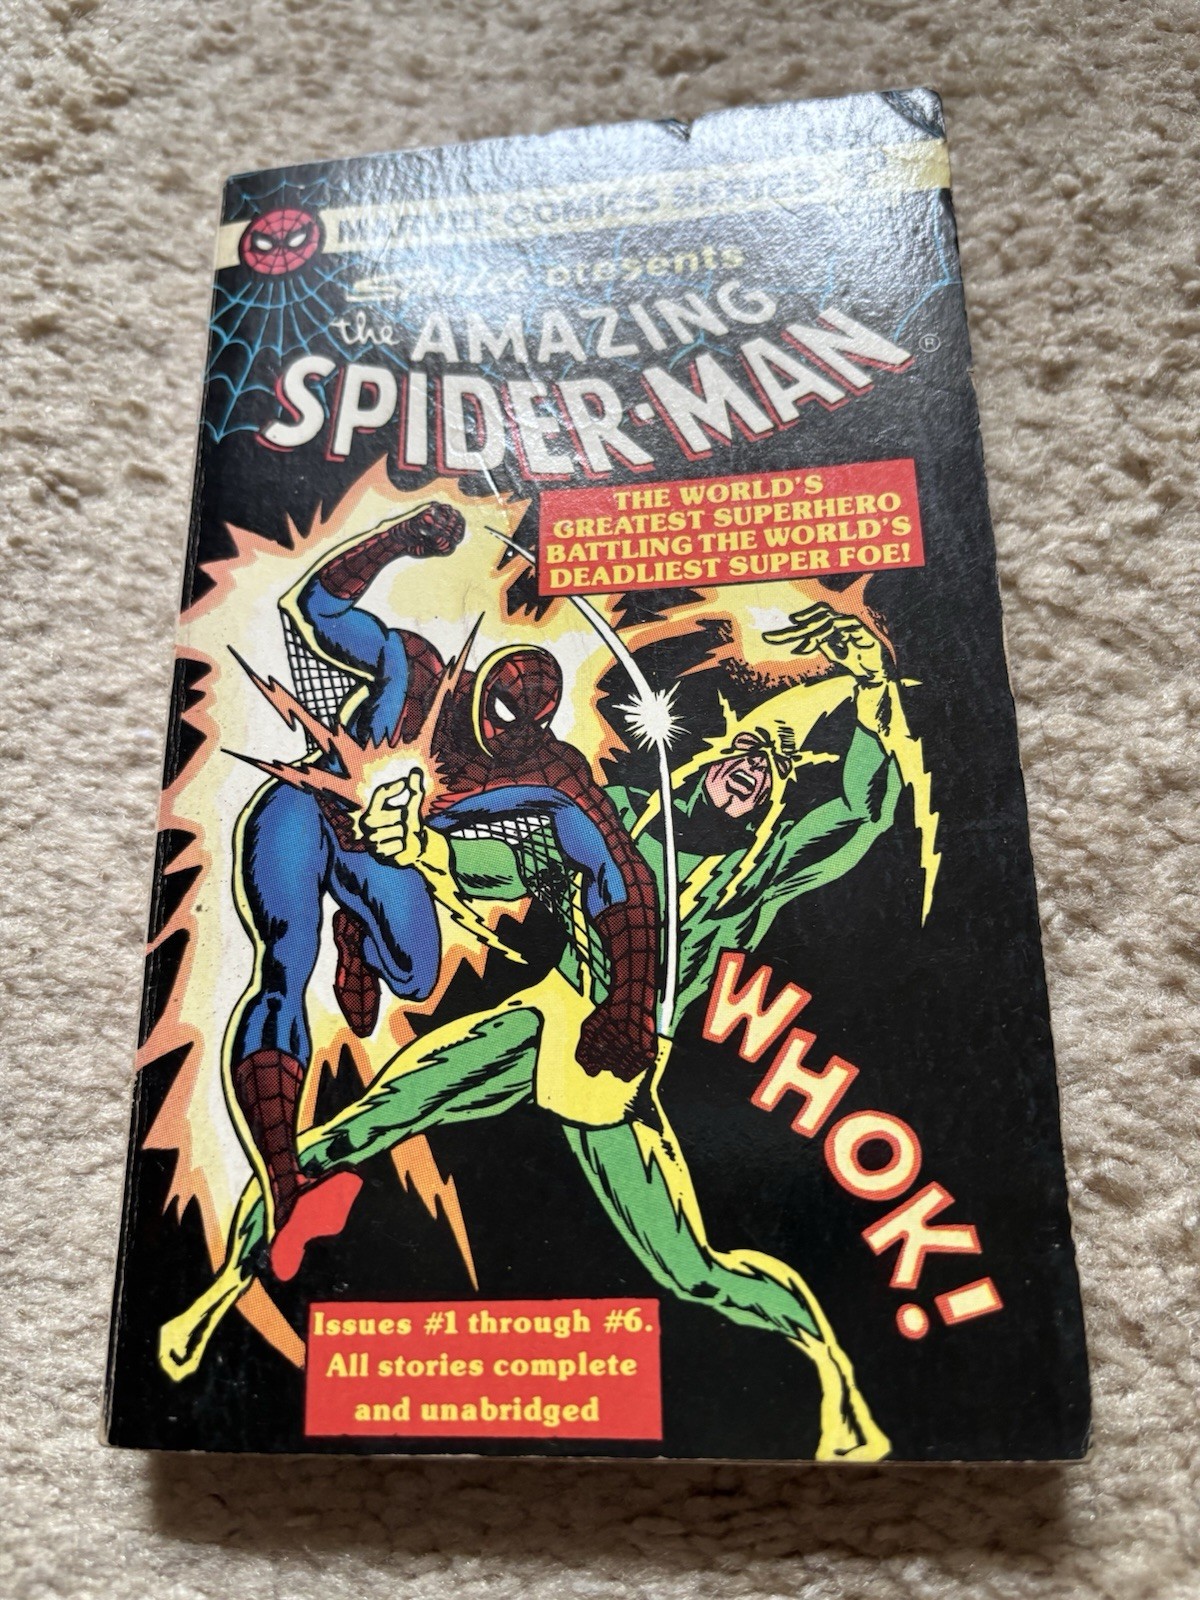 MARVEL COMICS SERIES
presents
the AMAZING
SPIDER-MAN ®
THE WORLD'S
GREATEST SUPERHERO
BATTLING THE WORLD'S
DEADLIEST SUPER FOE!
WHOK!
Issues #1 through #6.
All stories complete
and unabridged